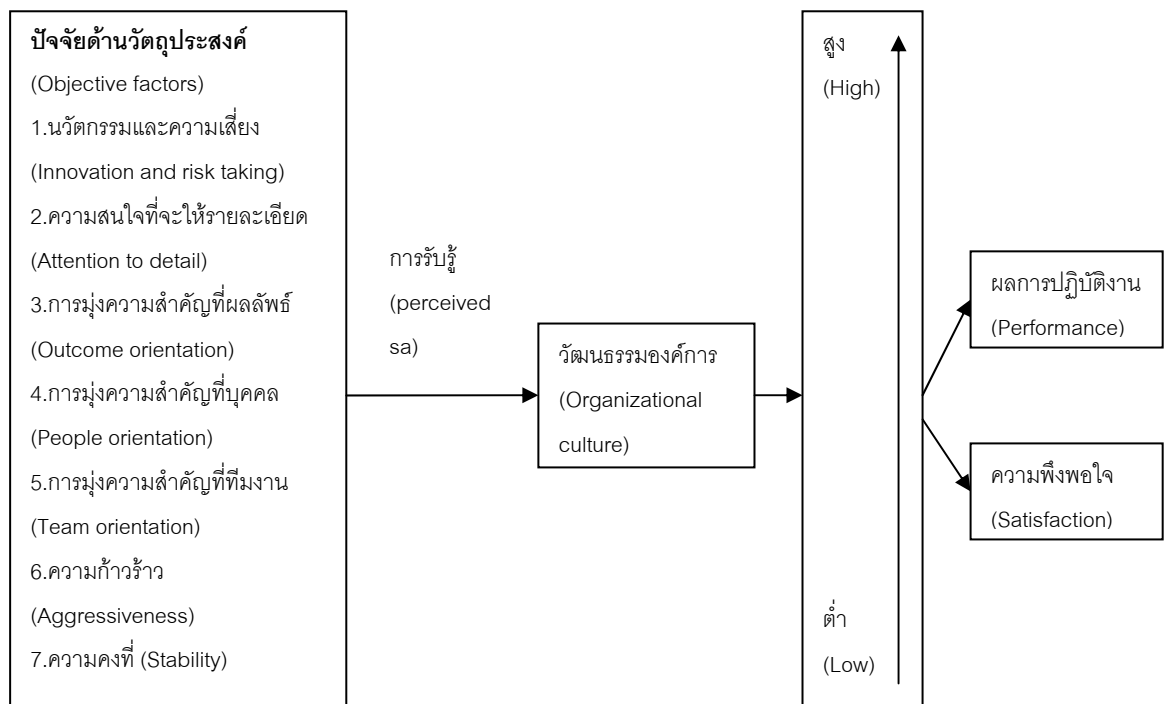 ปัจจัยด้านวัตถุประสงค์
(Objective factors)
1.นวัตกรรมและความเสี่ยง
(Innovation and risk taking)
2.ความสนใจที่จะให้รายละเอียด
(Attention to detail)
3.การมุ่งความสำคัญที่ผลลัพธ์
(Outcome orientation)
4.การมุ่งความสำคัญที่บุคคล
(People orientation)
5.การมุ่งความสำคัญที่ทีมงาน
(Team orientation)
6.ความก้าวร้าว
(Aggressiveness)
7.ความคงที่ (Stability)
การรับรู้
(perceived
sa)
วัฒนธรรมองค์การ
(Organizational
culture)
สูง
(High)
ต่ำ
(Low)
ผลการปฏิบัติงาน
(Performance)
ความพึงพอใจ
(Satisfaction)